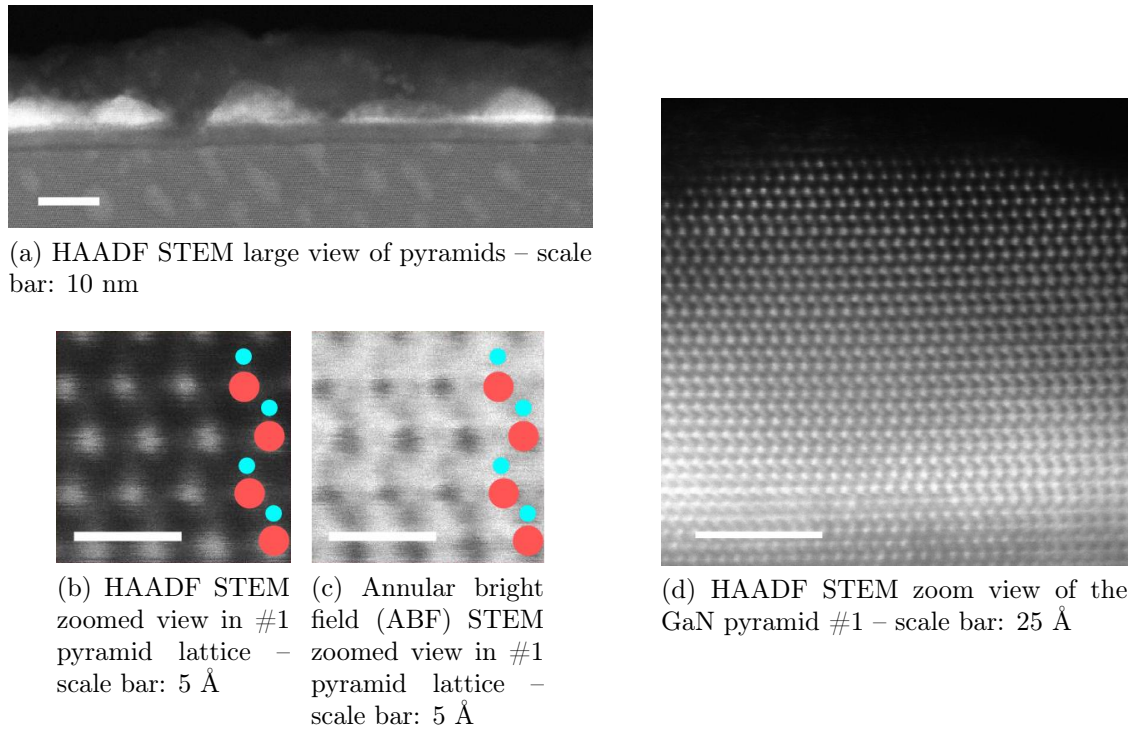 (a) HAADF STEM large view of pyramids – scale
bar: 10 nm
(b) HAADF STEM
zoomed view in #1
pyramid lattice –
scale bar: 5 Å
(c) Annular bright
field (ABF) STEM
zoomed view in #1
pyramid lattice –
scale bar: 5 Å
(d) HAADF STEM zoom view of the
GaN pyramid #1 – scale bar: 25 Å